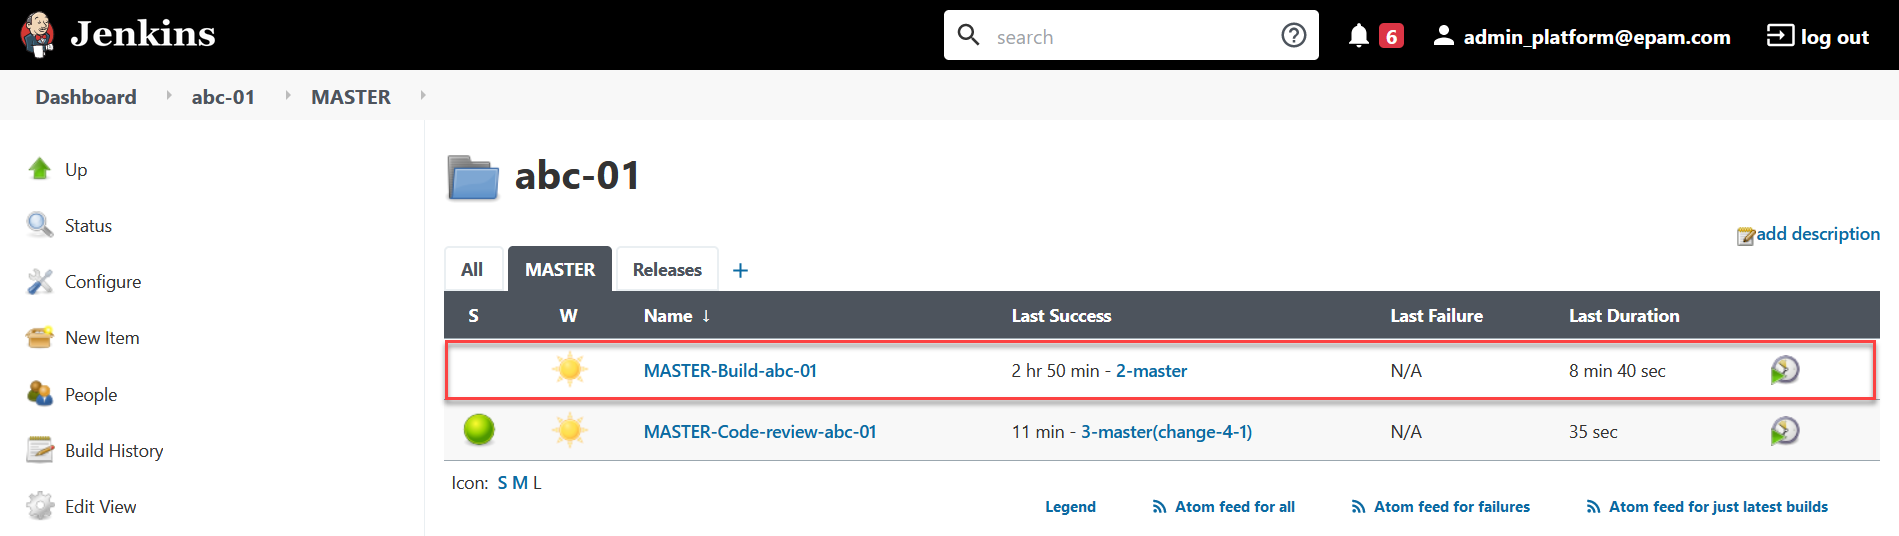 Jenkins search 6 admin_platform@epam.com log out
Dashboard abc-01 MASTER
Up
Status
Configure
New Item
People
Build History
Edit View
abc-01
add description
All MASTER Releases +
S W Name ↓ Last Success Last Failure Last Duration
MASTER-Build-abc-01 2 hr 50 min - 2-master N/A 8 min 40 sec
MASTER-Code-review-abc-01 11 min - 3-master(change-4-1) N/A 35 sec
Icon: S M L
Legend Atom feed for all Atom feed for failures Atom feed for just latest builds